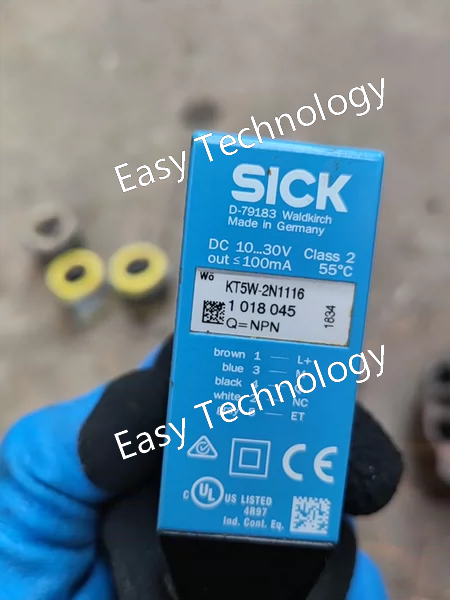 Easy Technology
SICK
D-79183 Waldkirch
Made in Germany
DC 10...30V Class 2
out ≤100mA 55°C
Wo KT5W-2N1116
1 018 045
Q=NPN 1834
brown 1 — L+
blue 3 — M
black
white NC
ET
Easy Technology
CE
C UL US LISTED
4R97
Ind. Cont. Eq.